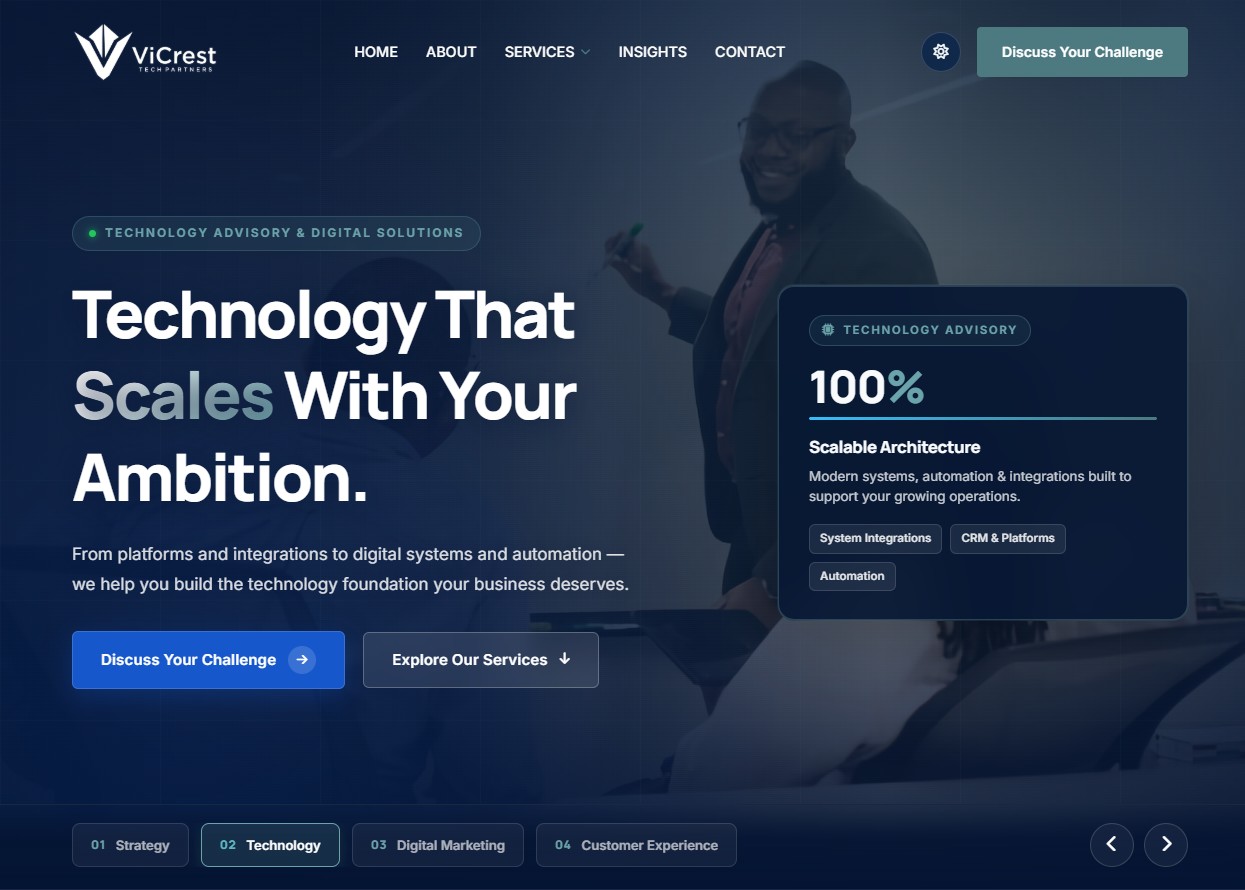 ViCrest
TECH PARTNERS
HOME
ABOUT
SERVICES
INSIGHTS
CONTACT
Discuss Your Challenge
TECHNOLOGY ADVISORY & DIGITAL SOLUTIONS
Technology That
Scales With Your
Ambition.
From platforms and integrations to digital systems and automation —
we help you build the technology foundation your business deserves.
Discuss Your Challenge
Explore Our Services
TECHNOLOGY ADVISORY
100%
Scalable Architecture
Modern systems, automation & integrations built to
support your growing operations.
System Integrations
CRM & Platforms
Automation
01 Strategy
02 Technology
03 Digital Marketing
04 Customer Experience